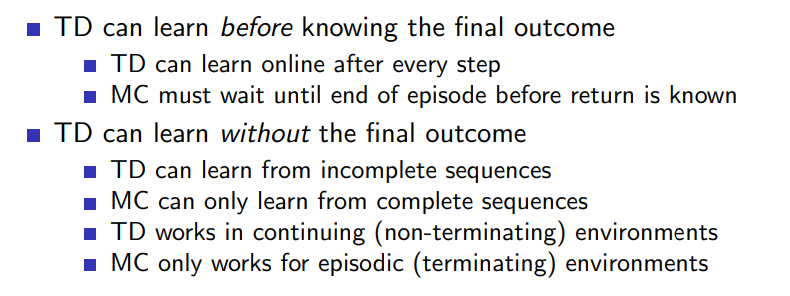 TD can learn before knowing the final outcome
TD can learn online after every step
MC must wait until end of episode before return is known
TD can learn without the final outcome
TD can learn from incomplete sequences
MC can only learn from complete sequences
TD works in continuing (non-terminating) environments
MC only works for episodic (terminating) environments